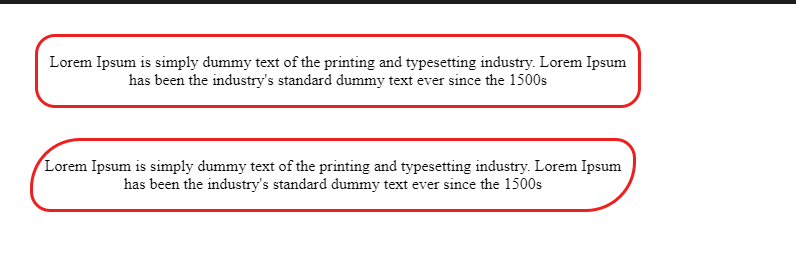 Lorem Ipsum is simply dummy text of the printing and typesetting industry. Lorem Ipsum
has been the industry's standard dummy text ever since the 1500s
Lorem Ipsum is simply dummy text of the printing and typesetting industry. Lorem Ipsum
has been the industry's standard dummy text ever since the 1500s